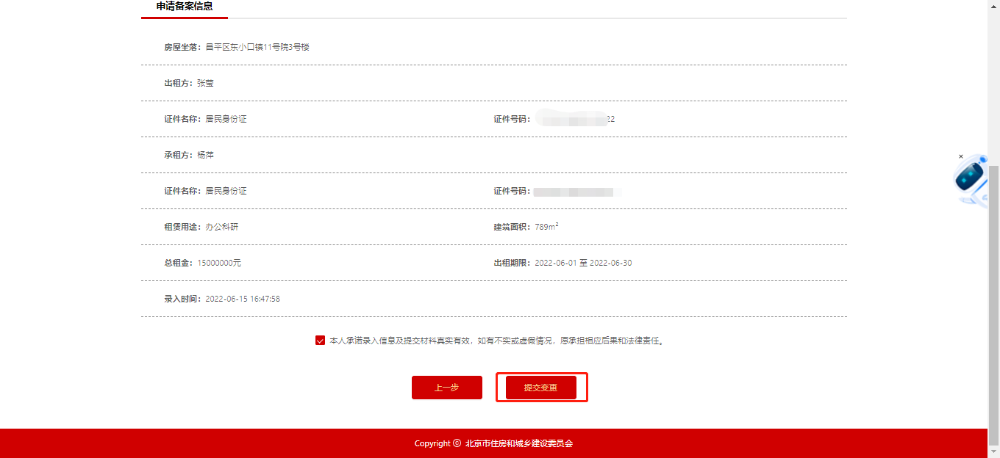 申请备案信息
房屋坐落：昌平区东小口镇11号院3号楼
出租方：张莹
证件名称：居民身份证 证件号码：22
承租方：杨萍
证件名称：居民身份证 证件号码：
租赁用途：办公科研 建筑面积：789m²
总租金：15000000元 出租期限：2022-06-01 至 2022-06-30
录入时间：2022-06-15 16:47:58
本人承诺录入信息及提交材料真实有效，如有不实或虚假情况，愿承担相应后果和法律责任。
上一步 提交变更
Copyright ⓒ 北京市住房和城乡建设委员会